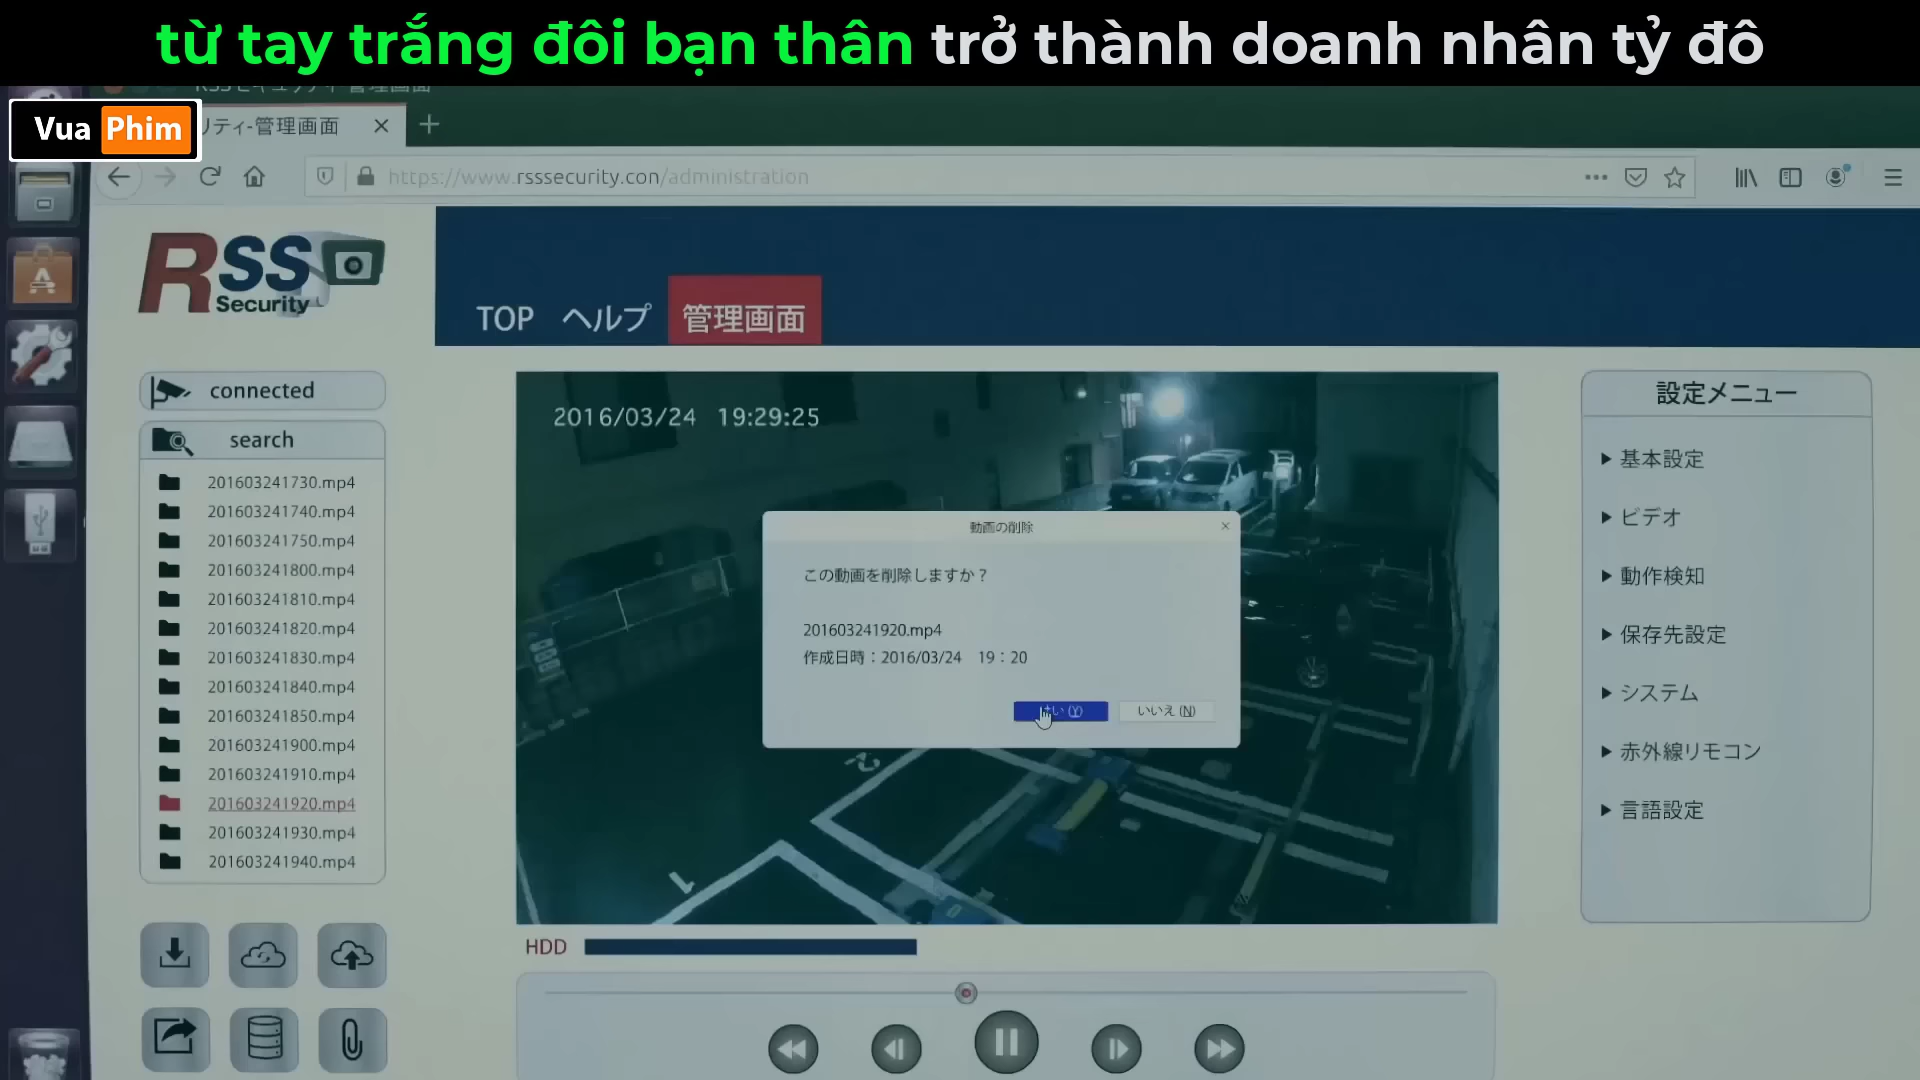 từ tay trắng đôi bạn thân trở thành doanh nhân tỷ đô
Vua Phim
リティ-管理画面
https://www.rsssecurity.con/administration
RSS
Security
TOP ヘルプ 管理画面
connected
search
201603241730.mp4
201603241740.mp4
201603241750.mp4
201603241800.mp4
201603241810.mp4
201603241820.mp4
201603241830.mp4
201603241840.mp4
201603241850.mp4
201603241900.mp4
201603241910.mp4
201603241920.mp4
201603241930.mp4
201603241940.mp4
2016/03/24 19:29:25
動画の削除
この動画を削除しますか？
201603241920.mp4
作成日時：2016/03/24 19：20
はい (Y) いいえ (N)
2
1
HDD
設定メニュー
基本設定
ビデオ
動作検知
保存先設定
システム
赤外線リモコン
言語設定